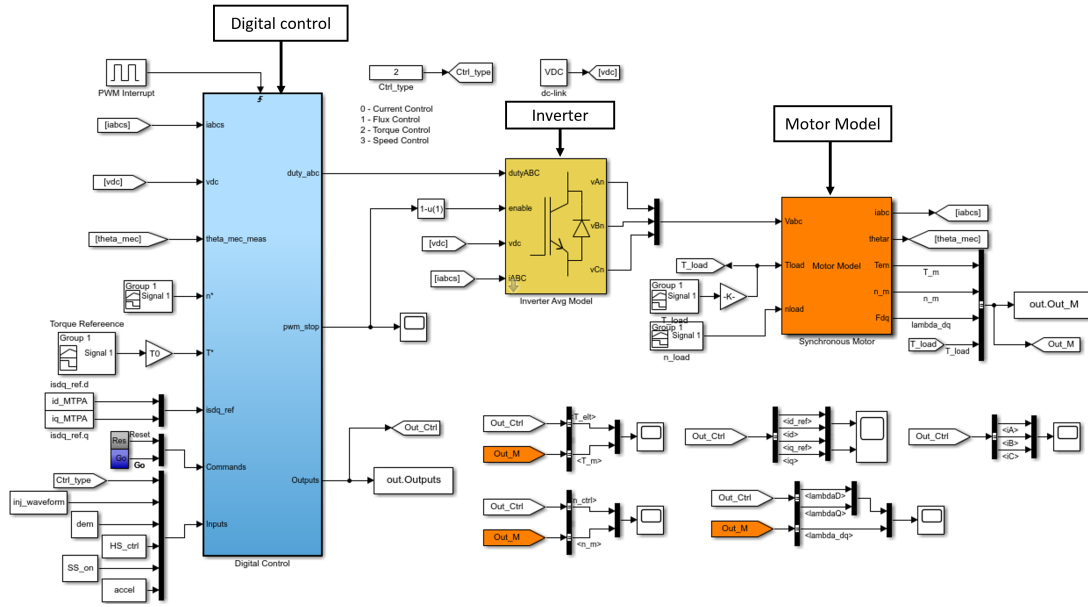 Digital control
PWM Interrupt
2
Ctrl_type
Ctrl_type
VDC
dc-link
[vdc]
0 - Current Control
1 - Flux Control
2 - Torque Control
3 - Speed Control
Inverter
Motor Model
[iabcs]
iabcs
[vdc]
vdc
[theta_mec]
theta_mec_meas
Group 1
Signal 1
n*
Torque Refereence
Group 1
Signal 1
T0
T*
isdq_ref.d
id_MTPA
iq_MTPA
isdq_ref.q
isdq_ref
Res
Reset
Go
Go
Commands
Ctrl_type
inj_waveform
dem
HS_ctrl
SS_on
accel
Inputs
duty_abc
pwm_stop
Outputs
Digital Control
1-u(1)
[vdc]
[iabcs]
dutyABC
enable
vdc
iABC
vAn
vBn
vCn
Inverter Avg Model
T_load
Group 1
Signal 1
-K-
T_load
Group 1
Signal 1
n_load
Vabc
Tload
nload
Motor Model
iabc
thetar
Tem
n_m
Fdq
Synchronous Motor
[iabcs]
[theta_mec]
T_m
n_m
lambda_dq
T_load
T_load
out.Out_M
Out_M
Out_Ctrl
out.Outputs
Out_Ctrl
Out_M
T_elt>
<T_m>
Out_Ctrl
<id_ref>
<id>
<iq_ref>
<iq>
Out_Ctrl
<iA>
<iB>
<iC>
Out_Ctrl
Out_M
n_ctrl>
<n_m>
Out_Ctrl
Out_M
<lambdaD>
<lambdaQ>
<lambda_dq>